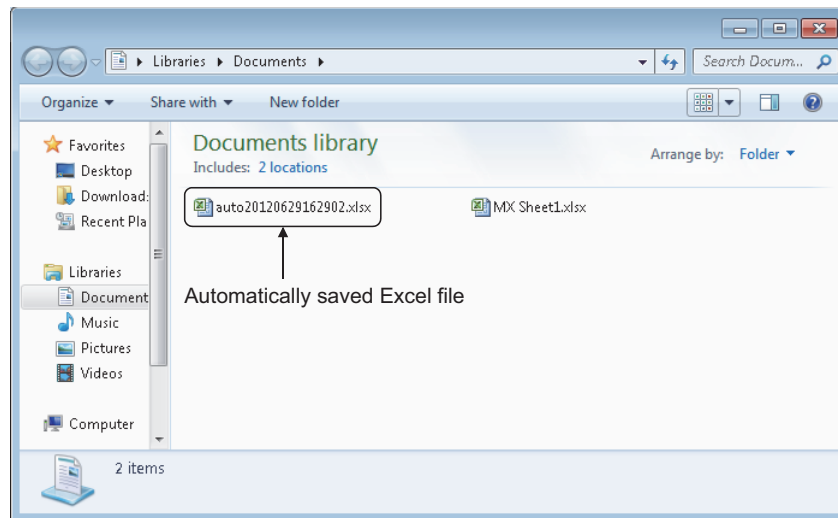 Libraries Documents
Search Docum...
Organize Share with New folder
Favorites
Desktop
Download:
Recent Pla
Libraries
Document
Music
Pictures
Videos
Computer
Documents library
Includes: 2 locations
Arrange by: Folder
auto20120629162902.xlsx MX Sheet1.xlsx
Automatically saved Excel file
2 items